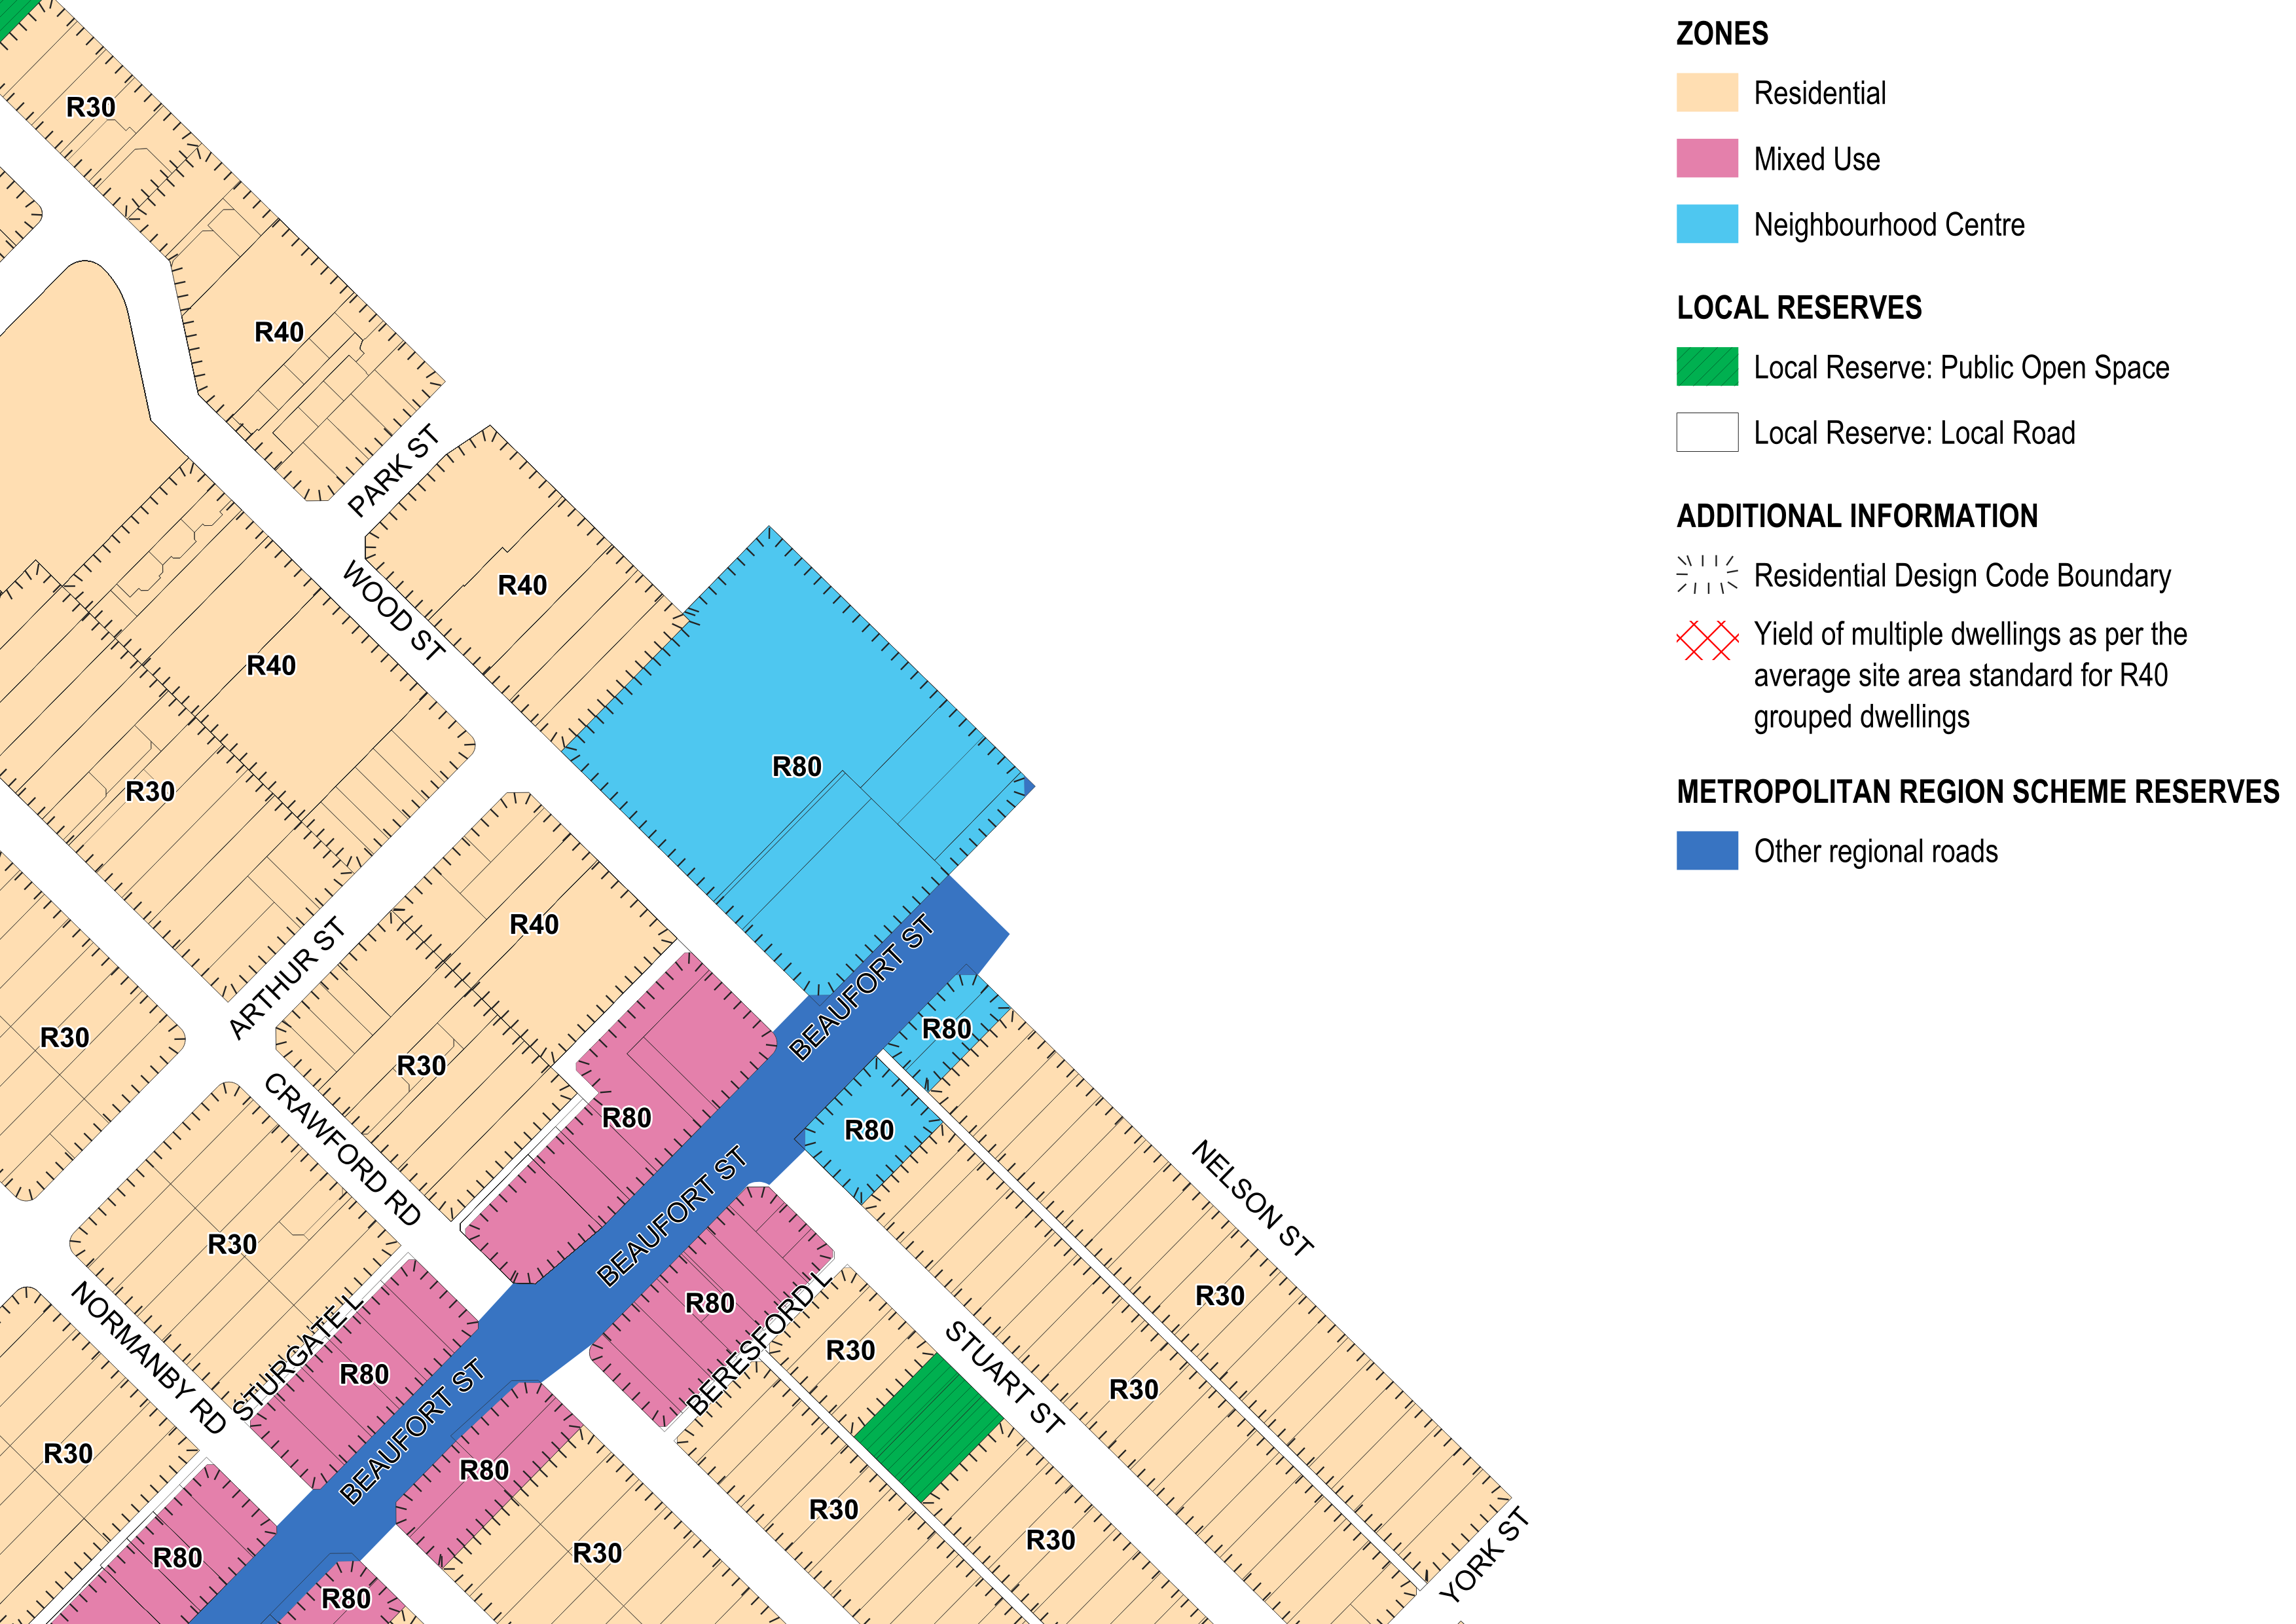 R30
R40
PARK ST
R40
WOOD ST
R40
R80
R30
R40
ARTHUR ST
BEAUFORT ST
R30
R80
R30
CRAWFORD RD
R80
R80
BEAUFORT ST
NELSON ST
R30
R80
R30
NORMANBY RD
STURGATE L
R80
BEAUFORT ST
BERESFORD L
R30
STUART ST
R30
R30
R80
R30
R30
R30
YORK ST
R80
R80
ZONES
Residential
Mixed Use
Neighbourhood Centre
LOCAL RESERVES
Local Reserve: Public Open Space
Local Reserve: Local Road
ADDITIONAL INFORMATION
Residential Design Code Boundary
Yield of multiple dwellings as per the
average site area standard for R40
grouped dwellings
METROPOLITAN REGION SCHEME RESERVES
Other regional roads